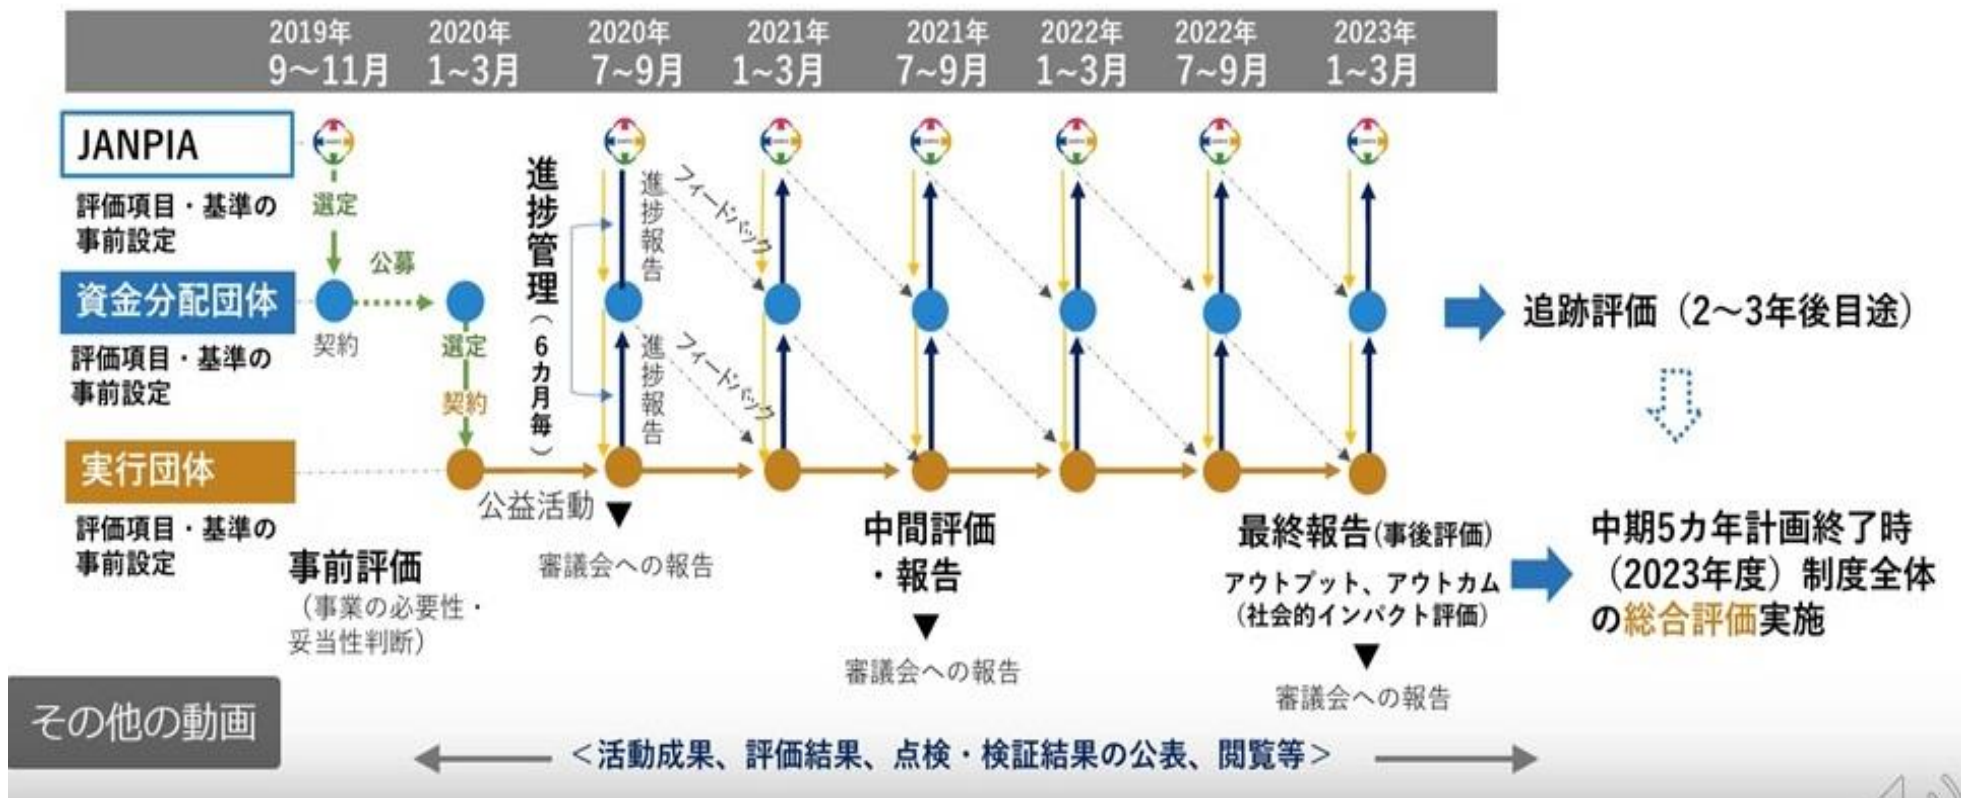 2019年
9～11月
2020年
1~3月
2020年
7~9月
2021年
1~3月
2021年
7~9月
2022年
1~3月
2022年
7~9月
2023年
1~3月
JANPIA
評価項目・基準の
事前設定
選定
公募
資金分配団体
契約
評価項目・基準の
事前設定
選定
契約
実行団体
評価項目・基準の
事前設定
進捗管理（6カ月毎）
進捗報告
フィードバック
進捗報告
フィードバック
公益活動
審議会への報告
事前評価
（事業の必要性・
妥当性判断）
中間評価
・報告
審議会への報告
最終報告(事後評価)
アウトプット、アウトカム
(社会的インパクト評価)
審議会への報告
追跡評価（2～3年後目途）
中期5カ年計画終了時
（2023年度）制度全体
の総合評価実施
その他の動画
＜活動成果、評価結果、点検・検証結果の公表、閲覧等＞